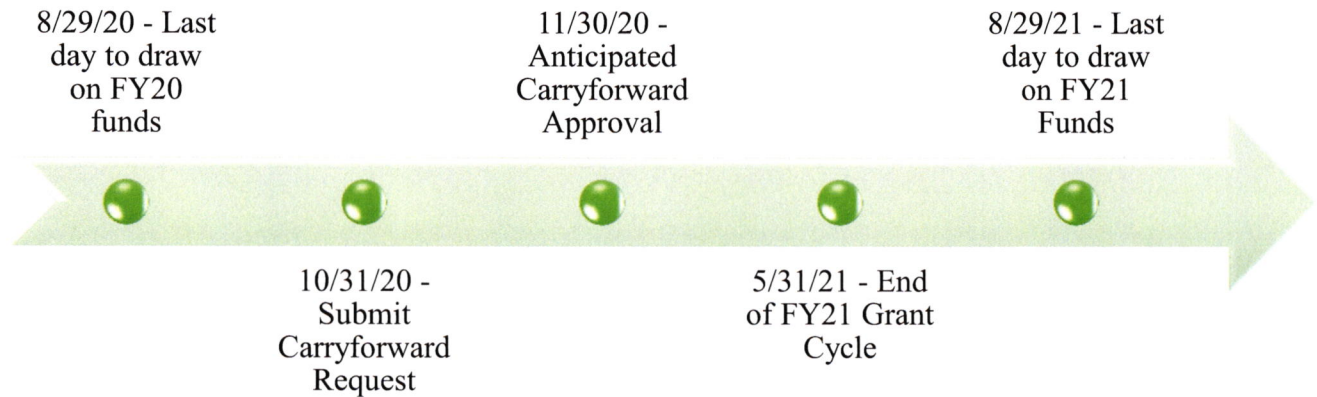 8/29/20 - Last
day to draw
on FY20
funds
10/31/20 -
Submit
Carryforward
Request
11/30/20 -
Anticipated
Carryforward
Approval
5/31/21 - End
of FY21 Grant
Cycle
8/29/21 - Last
day to draw
on FY21
Funds